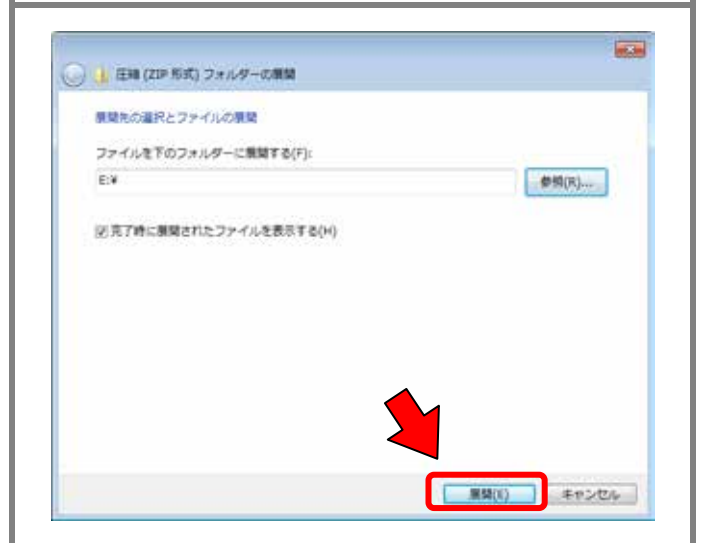 圧縮 (ZIP 形式) フォルダーの展開
展開先の選択とファイルの展開
ファイルを下のフォルダーに展開する(F):
E:¥
参照(R)...
完了時に展開されたファイルを表示する(H)
展開(E)
キャンセル